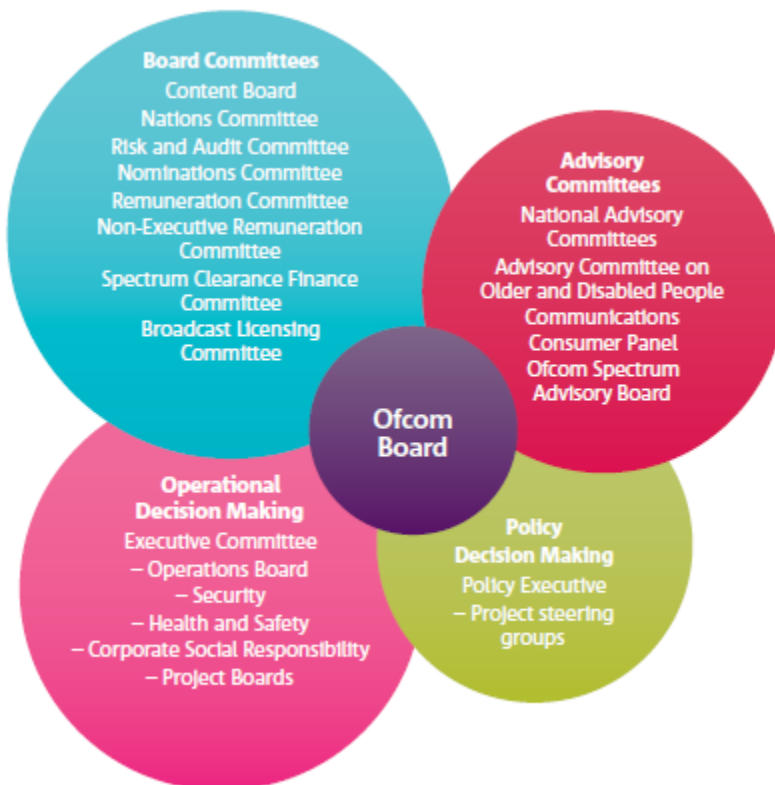 Board Committees
Content Board
Nations Committee
Risk and Audit Committee
Nominations Committee
Remuneration Committee
Non-Executive Remuneration
Committee
Spectrum Clearance Finance
Committee
Broadcast Licensing
Committee
Advisory
Committees
National Advisory
Committees
Advisory Committee on
Older and Disabled People
Communications
Consumer Panel
Ofcom Spectrum
Advisory Board
Ofcom
Board
Operational
Decision Making
Executive Committee
– Operations Board
– Security
– Health and Safety
– Corporate Social Responsibility
– Project Boards
Policy
Decision Making
Policy Executive
– Project steering
groups